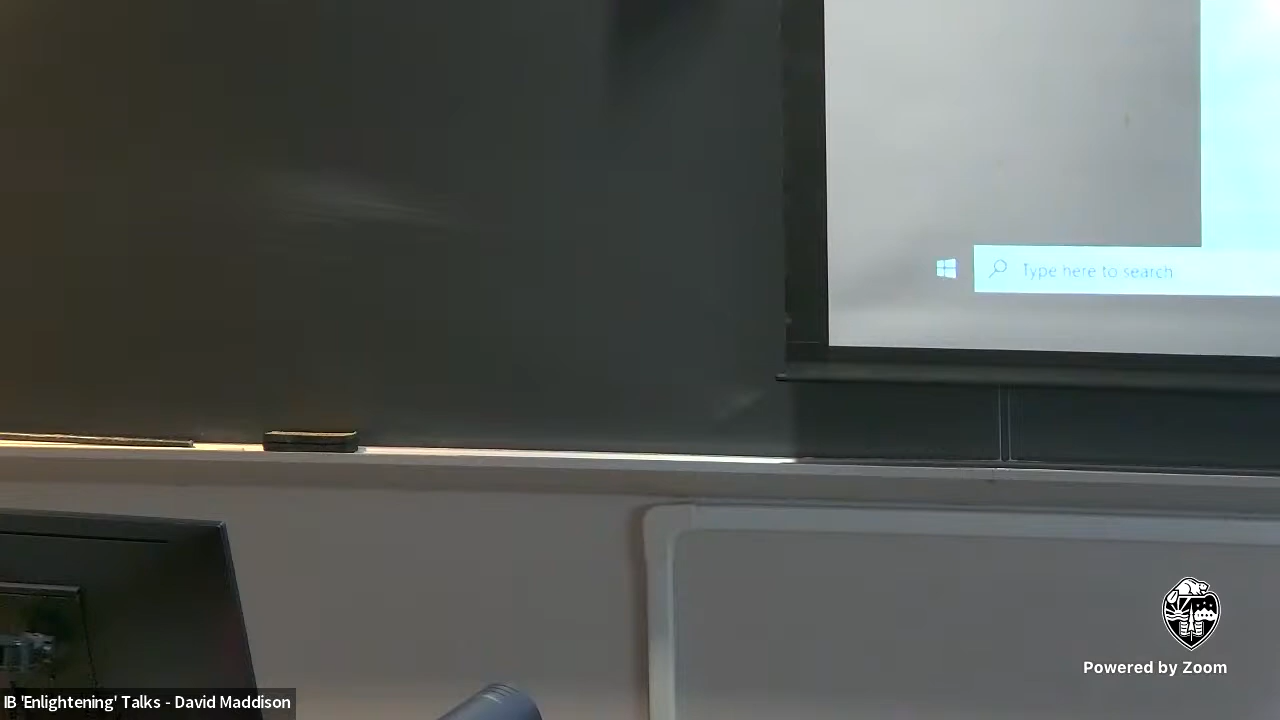 Type here to search
Powered by Zoom
IB 'Enlightening' Talks - David Maddison